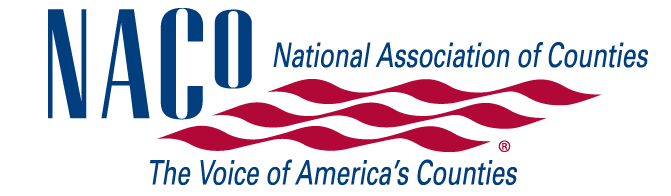 NACo
National Association of Counties
®
The Voice of America's Counties